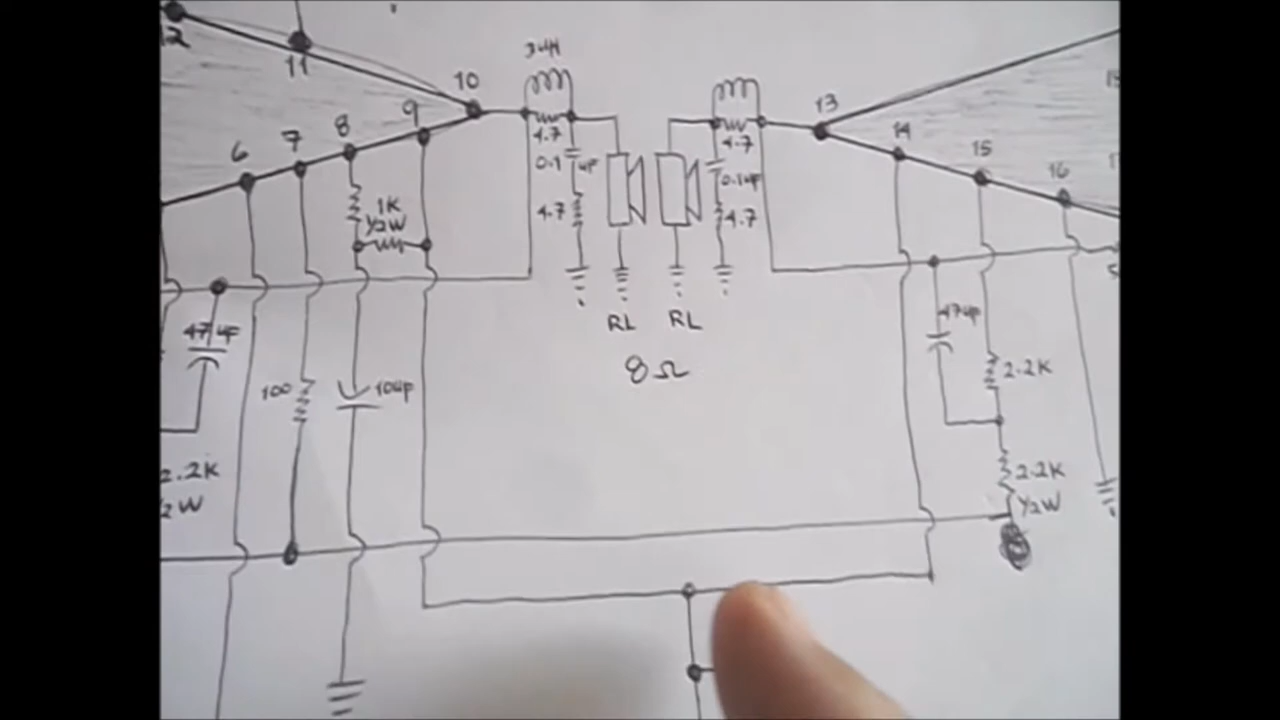 12
11
10
9
8
7
6
3uH
4.7
0.1 uF
4.7
1K
1/2W
47uF
100
10uF
2.2K
1/2W
RL RL
8Ω
13
14
15
16
4.7
0.1uF
4.7
47uF
2.2K
2.2K
1/2W